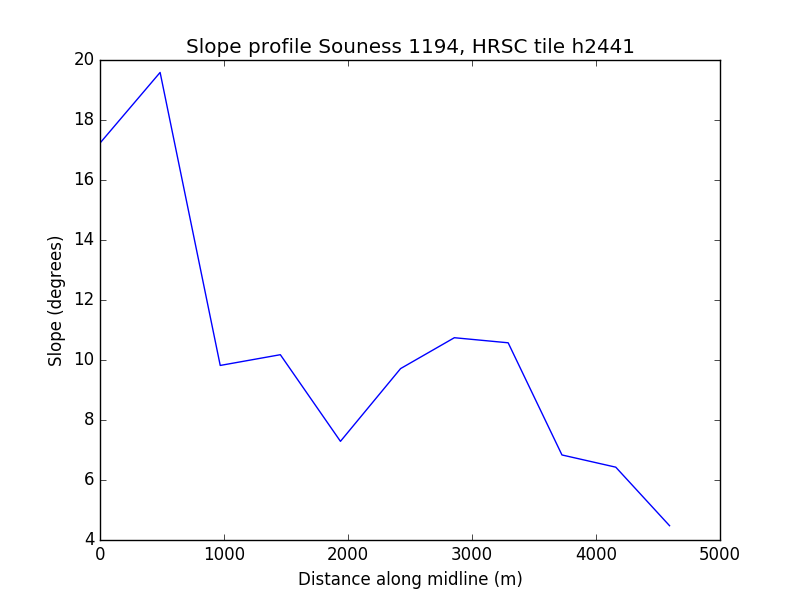 Slope profile Souness 1194, HRSC tile h2441
20
18
16
14
12
10
8
6
4
Slope (degrees)
0 1000 2000 3000 4000 5000
Distance along midline (m)